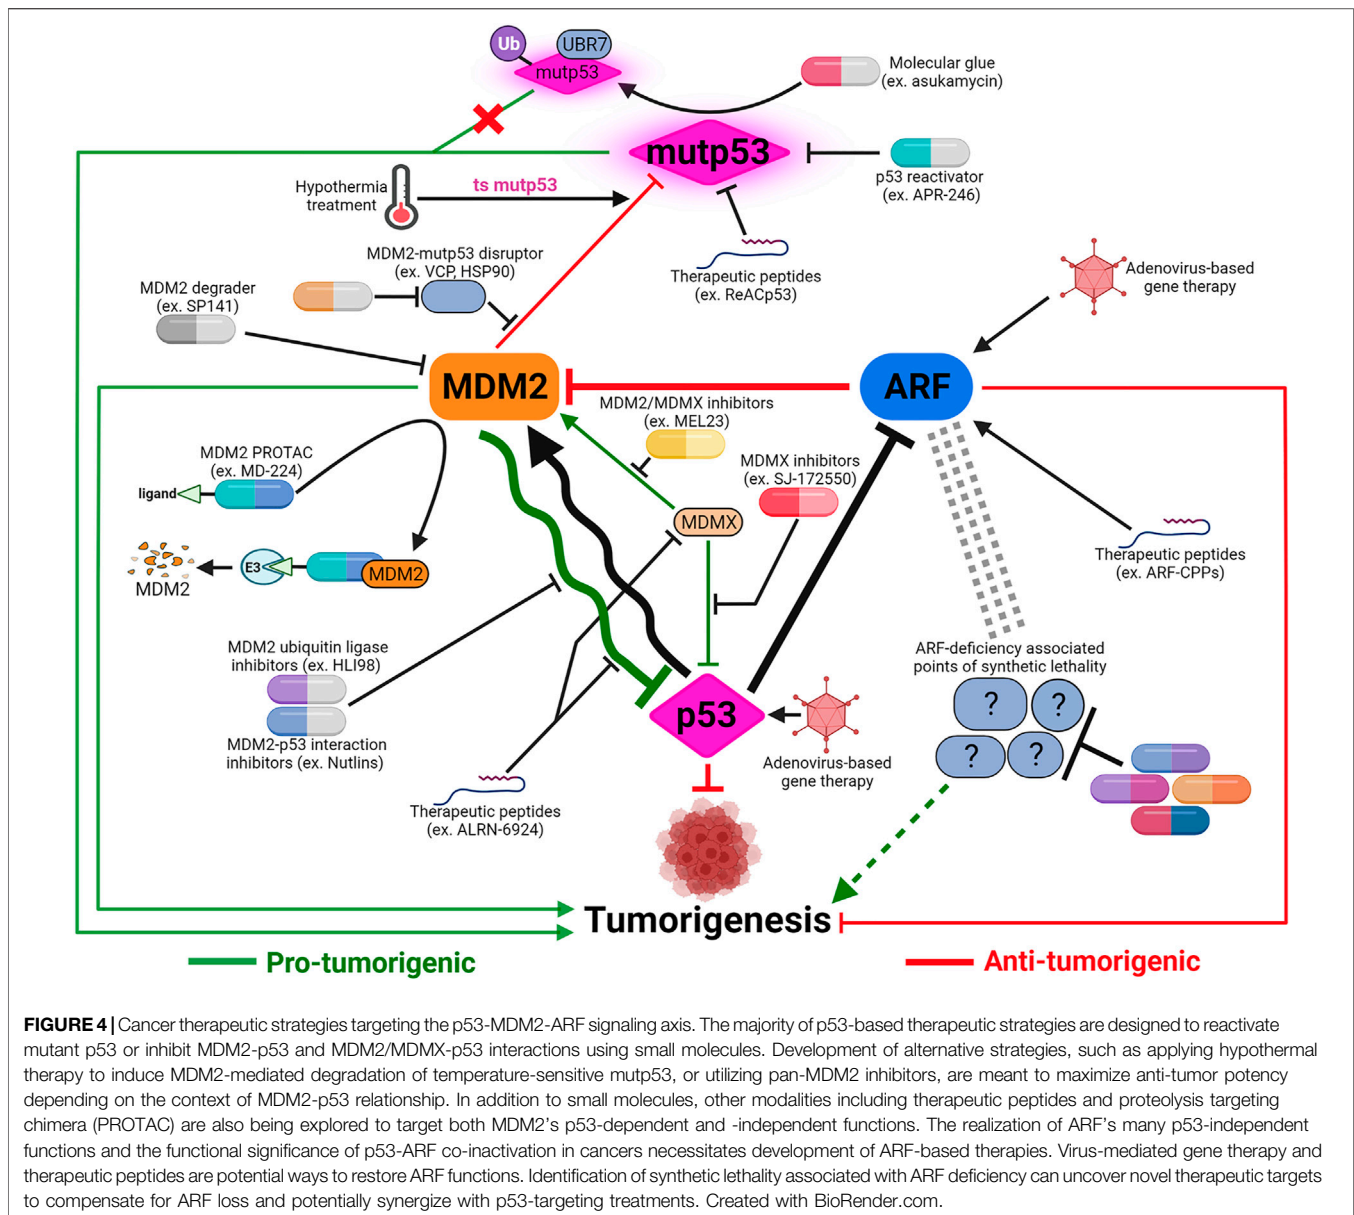 Ub
UBR7
mutp53
Molecular glue
(ex. asukamycin)
mutp53
p53 reactivator
(ex. APR-246)
Hypothermia
treatment
ts mutp53
MDM2-mutp53 disruptor
(ex. VCP, HSP90)
Therapeutic peptides
(ex. ReACp53)
Adenovirus-based
gene therapy
MDM2 degrader
(ex. SP141)
MDM2
ARF
MDM2/MDMX inhibitors
(ex. MEL23)
MDM2 PROTAC
(ex. MD-224)
ligand
MDMX inhibitors
(ex. SJ-172550)
MDMX
E3
MDM2
MDM2
Therapeutic peptides
(ex. ARF-CPPs)
MDM2 ubiquitin ligase
inhibitors (ex. HLI98)
MDM2-p53 interaction
inhibitors (ex. Nutlins)
ARF-deficiency associated
points of synthetic lethality
?
?
?
?
p53
Adenovirus-based
gene therapy
Therapeutic peptides
(ex. ALRN-6924)
Tumorigenesis
Pro-tumorigenic
Anti-tumorigenic
FIGURE 4 | Cancer therapeutic strategies targeting the p53-MDM2-ARF signaling axis. The majority of p53-based therapeutic strategies are designed to reactivate
mutant p53 or inhibit MDM2-p53 and MDM2/MDMX-p53 interactions using small molecules. Development of alternative strategies, such as applying hypothermal
therapy to induce MDM2-mediated degradation of temperature-sensitive mutp53, or utilizing pan-MDM2 inhibitors, are meant to maximize anti-tumor potency
depending on the context of MDM2-p53 relationship. In addition to small molecules, other modalities including therapeutic peptides and proteolysis targeting
chimera (PROTAC) are also being explored to target both MDM2's p53-dependent and -independent functions. The realization of ARF's many p53-independent
functions and the functional significance of p53-ARF co-inactivation in cancers necessitates development of ARF-based therapies. Virus-mediated gene therapy and
therapeutic peptides are potential ways to restore ARF functions. Identification of synthetic lethality associated with ARF deficiency can uncover novel therapeutic targets
to compensate for ARF loss and potentially synergize with p53-targeting treatments. Created with BioRender.com.